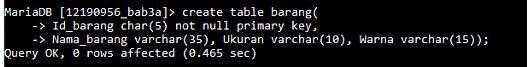 MariaDB [12190956_bab3a]> create table barang(
-> Id_barang char(5) not null primary key,
-> Nama_barang varchar(35), Ukuran varchar(10), Warna varchar(15));
Query OK, 0 rows affected (0.465 sec)